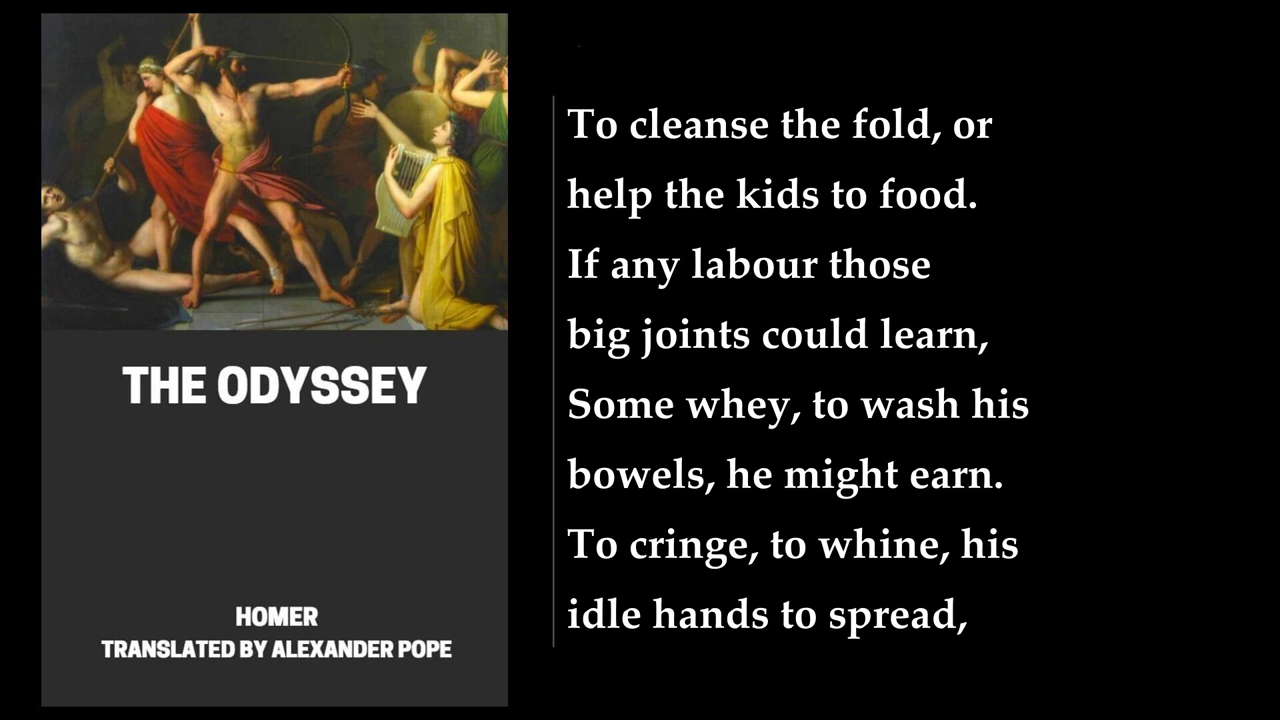 THE ODYSSEY
HOMER
TRANSLATED BY ALEXANDER POPE
To cleanse the fold, or
help the kids to food.
If any labour those
big joints could learn,
Some whey, to wash his
bowels, he might earn.
To cringe, to whine, his
idle hands to spread,